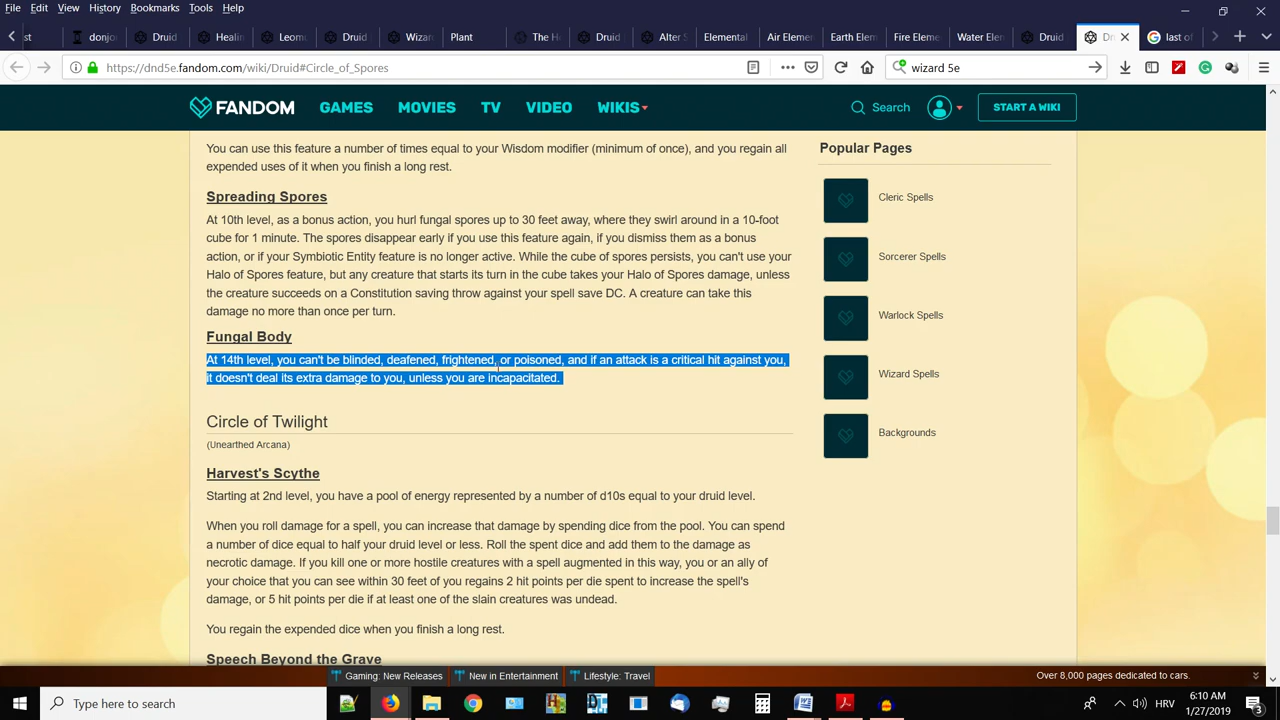 File Edit View History Bookmarks Tools Help
st donjo Druid Healin Leomu Druid Wizar Plant The H Druid Alter S Elemental Air Elem Earth Elem Fire Eleme Water Elem Druid Dr last of
https://dnd5e.fandom.com/wiki/Druid#Circle_of_Spores wizard 5e
FANDOM GAMES MOVIES TV VIDEO WIKIS Search START A WIKI
You can use this feature a number of times equal to your Wisdom modifier (minimum of once), and you regain all
expended uses of it when you finish a long rest.
Spreading Spores
At 10th level, as a bonus action, you hurl fungal spores up to 30 feet away, where they swirl around in a 10-foot
cube for 1 minute. The spores disappear early if you use this feature again, if you dismiss them as a bonus
action, or if your Symbiotic Entity feature is no longer active. While the cube of spores persists, you can't use your
Halo of Spores feature, but any creature that starts its turn in the cube takes your Halo of Spores damage, unless
the creature succeeds on a Constitution saving throw against your spell save DC. A creature can take this
damage no more than once per turn.
Fungal Body
At 14th level, you can't be blinded, deafened, frightened, or poisoned, and if an attack is a critical hit against you,
it doesn't deal its extra damage to you, unless you are incapacitated.
Circle of Twilight
(Unearthed Arcana)
Harvest's Scythe
Starting at 2nd level, you have a pool of energy represented by a number of d10s equal to your druid level.
When you roll damage for a spell, you can increase that damage by spending dice from the pool. You can spend
a number of dice equal to half your druid level or less. Roll the spent dice and add them to the damage as
necrotic damage. If you kill one or more hostile creatures with a spell augmented in this way, you or an ally of
your choice that you can see within 30 feet of you regains 2 hit points per die spent to increase the spell's
damage, or 5 hit points per die if at least one of the slain creatures was undead.
You regain the expended dice when you finish a long rest.
Speech Beyond the Grave
Popular Pages
Cleric Spells
Sorcerer Spells
Warlock Spells
Wizard Spells
Backgrounds
Gaming: New Releases New in Entertainment Lifestyle: Travel Over 8,000 pages dedicated to cars.
Type here to search
HRV
6:10 AM
1/27/2019
3